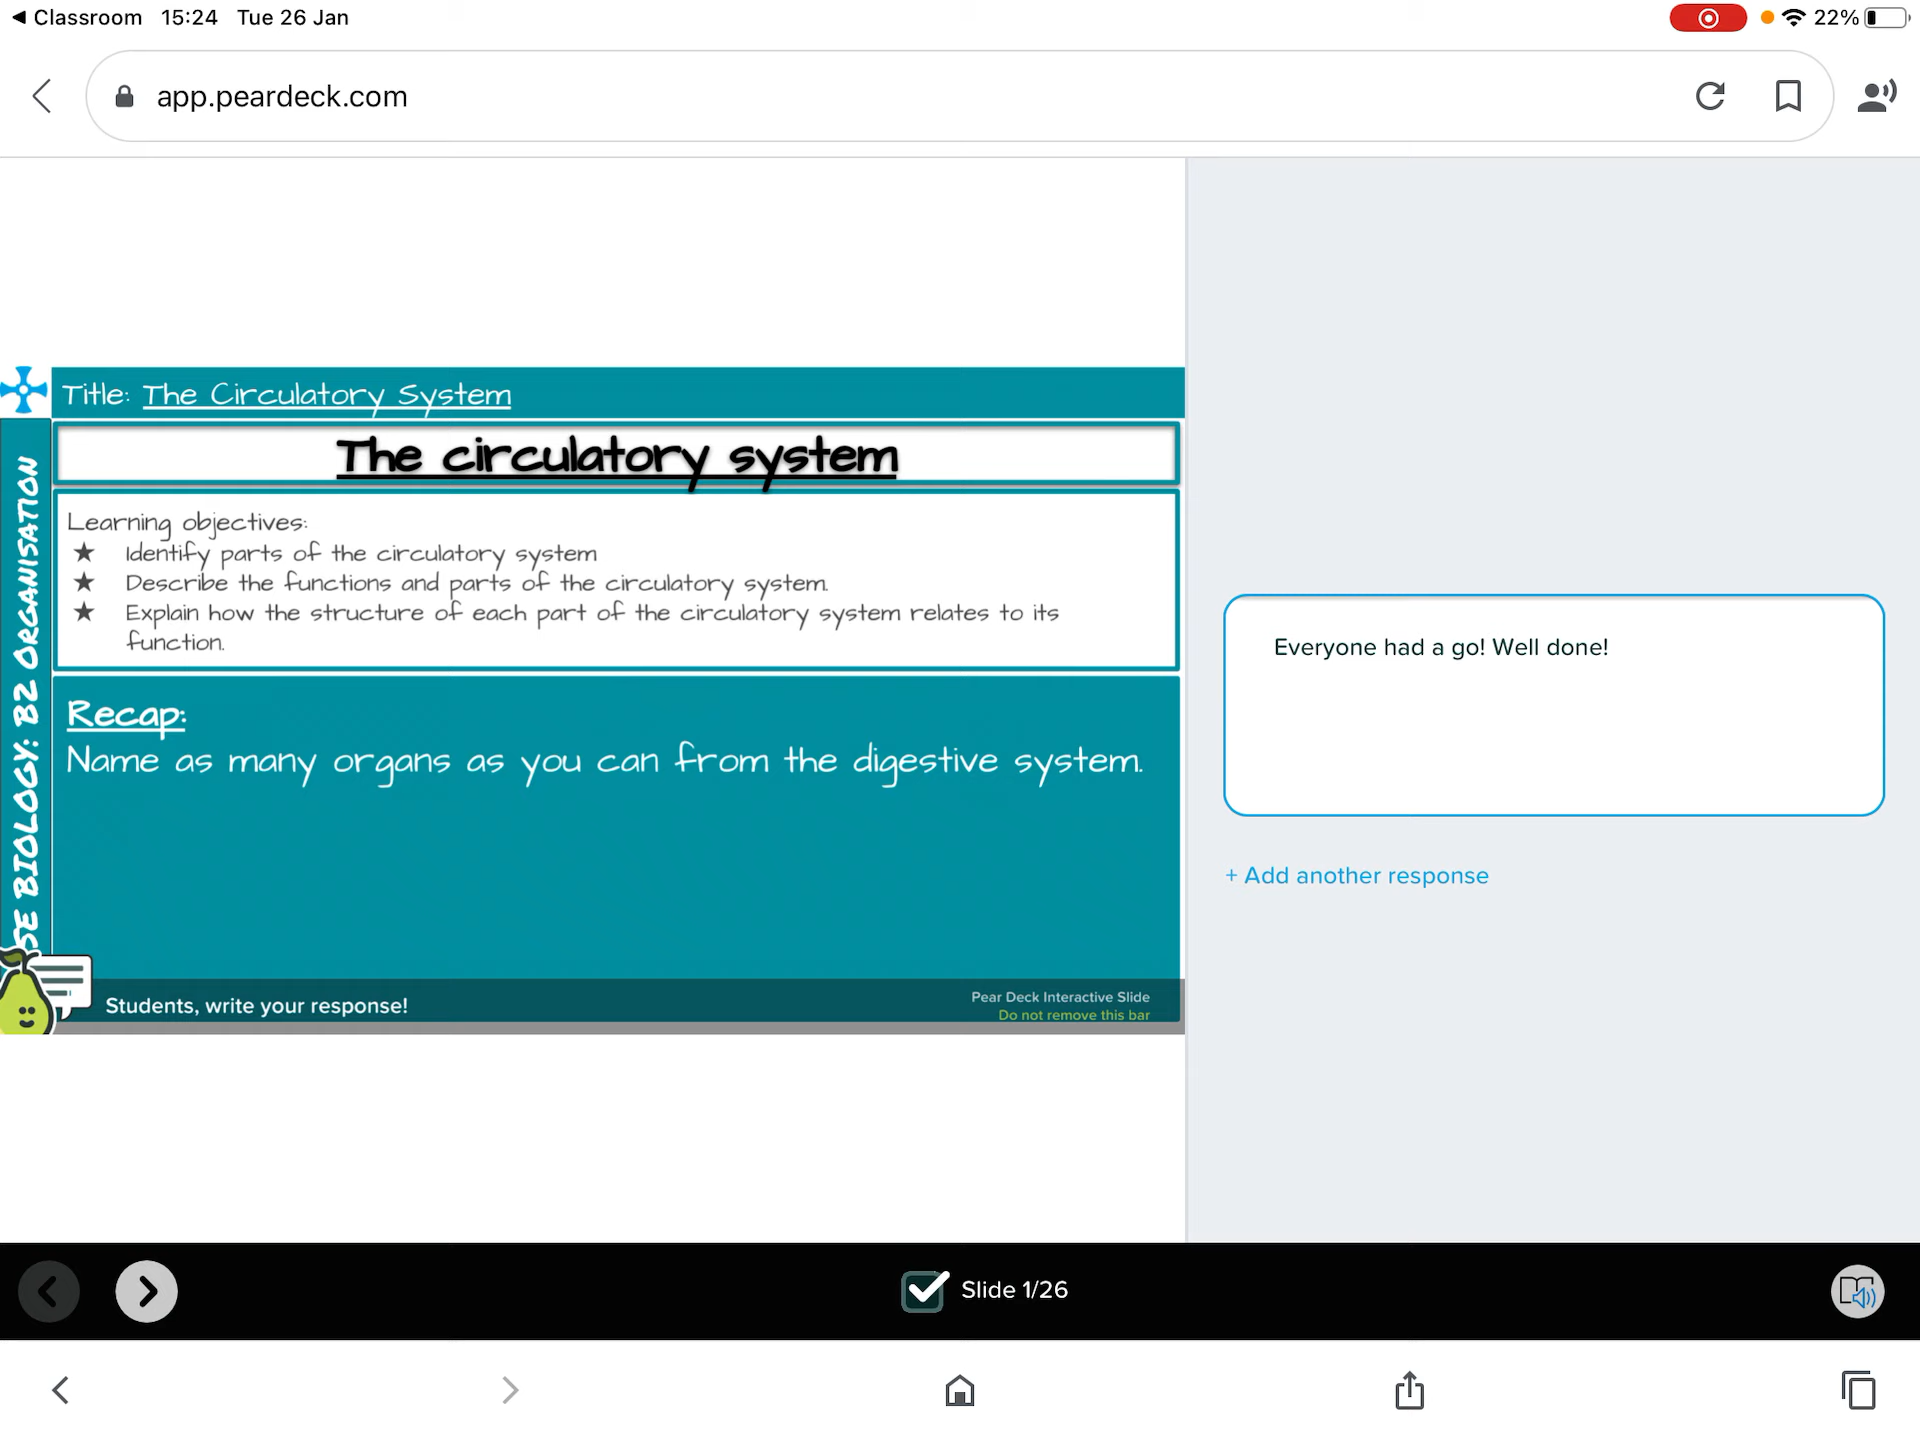 Classroom 15:24 Tue 26 Jan
22%
app.peardeck.com
Title: The Circulatory System
The circulatory system
Learning objectives:
★ Identify parts of the circulatory system
★ Describe the functions and parts of the circulatory system.
★ Explain how the structure of each part of the circulatory system relates to its
function.
SE BIOLOGY: B2 ORGANISATION
Recap:
Name as many organs as you can from the digestive system.
Students, write your response!
Pear Deck Interactive Slide
Do not remove this bar
Everyone had a go! Well done!
+ Add another response
Slide 1/26